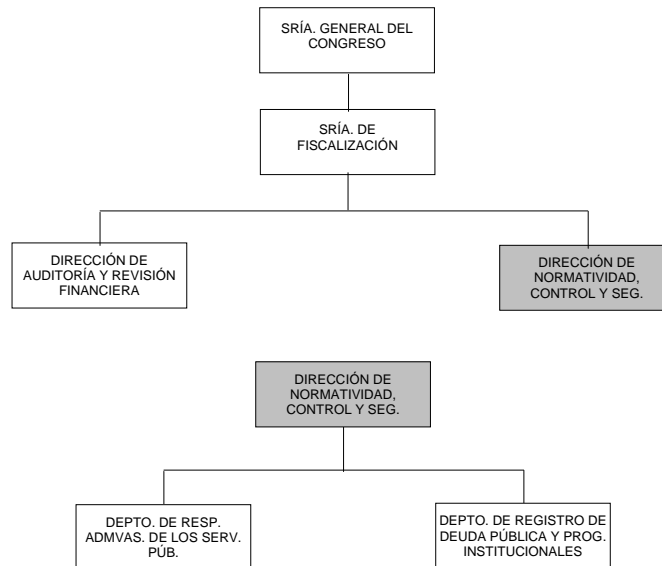 SRÍA. GENERAL DEL
CONGRESO
SRÍA. DE
FISCALIZACIÓN
DIRECCIÓN DE
AUDITORÍA Y REVISIÓN
FINANCIERA
DIRECCIÓN DE
NORMATIVIDAD,
CONTROL Y SEG.
DIRECCIÓN DE
NORMATIVIDAD,
CONTROL Y SEG.
DEPTO. DE RESP.
ADMVAS. DE LOS SERV.
PÚB.
DEPTO. DE REGISTRO DE
DEUDA PÚBLICA Y PROG.
INSTITUCIONALES